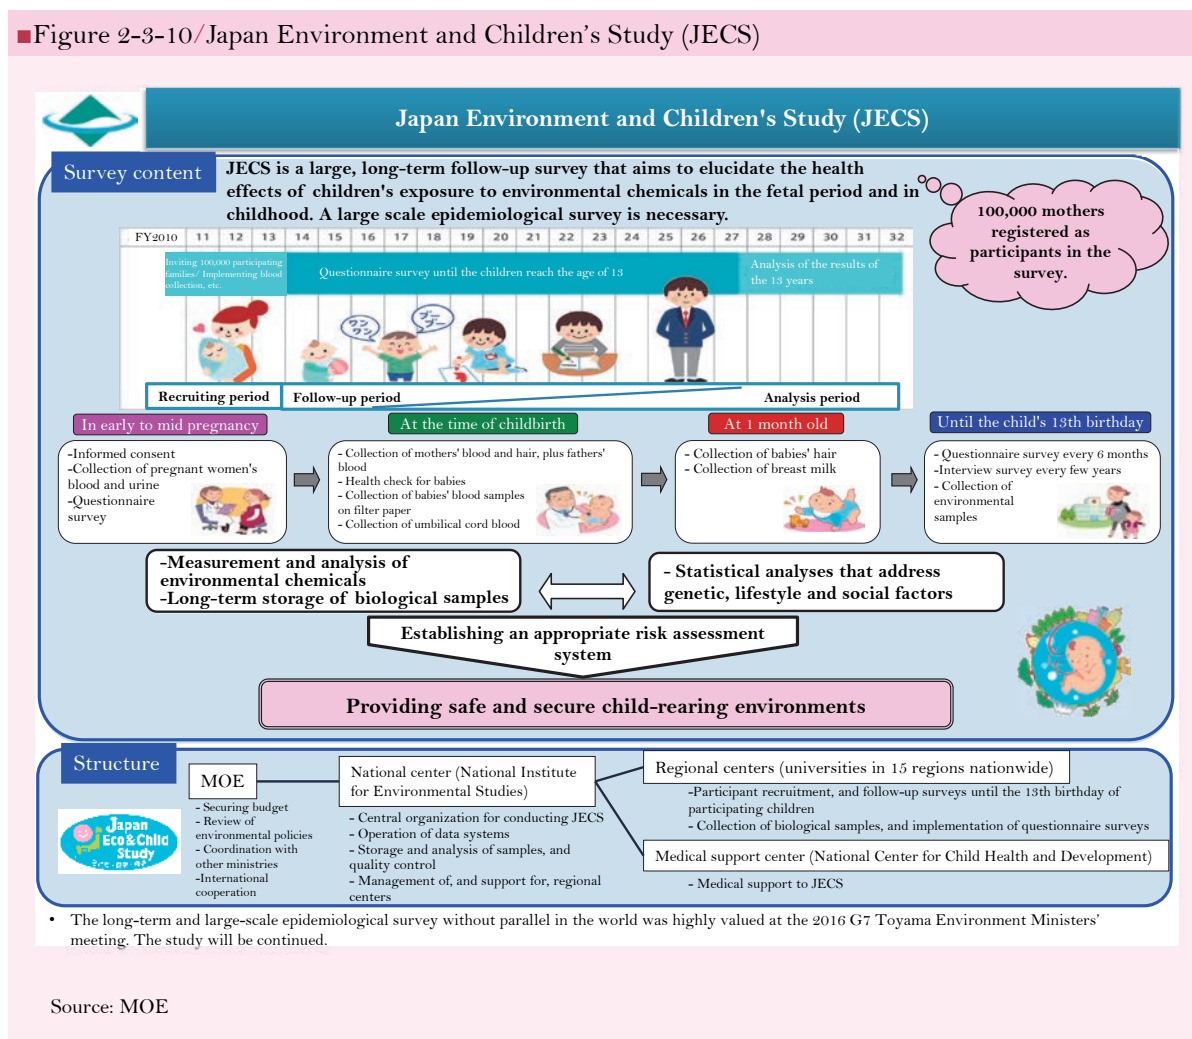 ■Figure 2-3-10/Japan Environment and Children’s Study (JECS)
Japan Environment and Children's Study (JECS)
Survey content
JECS is a large, long-term follow-up survey that aims to elucidate the health
effects of children's exposure to environmental chemicals in the fetal period and in
childhood. A large scale epidemiological survey is necessary.
100,000 mothers
registered as
participants in the
survey.
FY2010 11 12 13 14 15 16 17 18 19 20 21 22 23 24 25 26 27 28 29 30 31 32
Inviting 100,000 participating
families/ Implementing blood
collection, etc.
Questionnaire survey until the children reach the age of 13
Analysis of the results of
the 13 years
ワン
ワン
ブー
ブー
Recruiting period
Follow-up period
Analysis period
In early to mid pregnancy
-Informed consent
-Collection of pregnant women's
blood and urine
-Questionnaire
survey
At the time of childbirth
- Collection of mothers' blood and hair, plus fathers'
blood
- Health check for babies
- Collection of babies' blood samples
on filter paper
- Collection of umbilical cord blood
At 1 month old
- Collection of babies' hair
- Collection of breast milk
Until the child's 13th birthday
- Questionnaire survey every 6 months
-Interview survey every few years
- Collection of
environmental
samples
-Measurement and analysis of
environmental chemicals
-Long-term storage of biological samples
- Statistical analyses that address
genetic, lifestyle and social factors
Establishing an appropriate risk assessment
system
Providing safe and secure child-rearing environments
Structure
Japan
Eco&Child
Study
MOE
- Securing budget
- Review of
environmental policies
- Coordination with
other ministries
-International
cooperation
National center (National Institute
for Environmental Studies)
- Central organization for conducting JECS
- Operation of data systems
- Storage and analysis of samples, and
quality control
- Management of, and support for, regional
centers
Regional centers (universities in 15 regions nationwide)
-Participant recruitment, and follow-up surveys until the 13th birthday of
participating children
- Collection of biological samples, and implementation of questionnaire surveys
Medical support center (National Center for Child Health and Development)
- Medical support to JECS
• The long-term and large-scale epidemiological survey without parallel in the world was highly valued at the 2016 G7 Toyama Environment Ministers'
meeting. The study will be continued.
Source: MOE